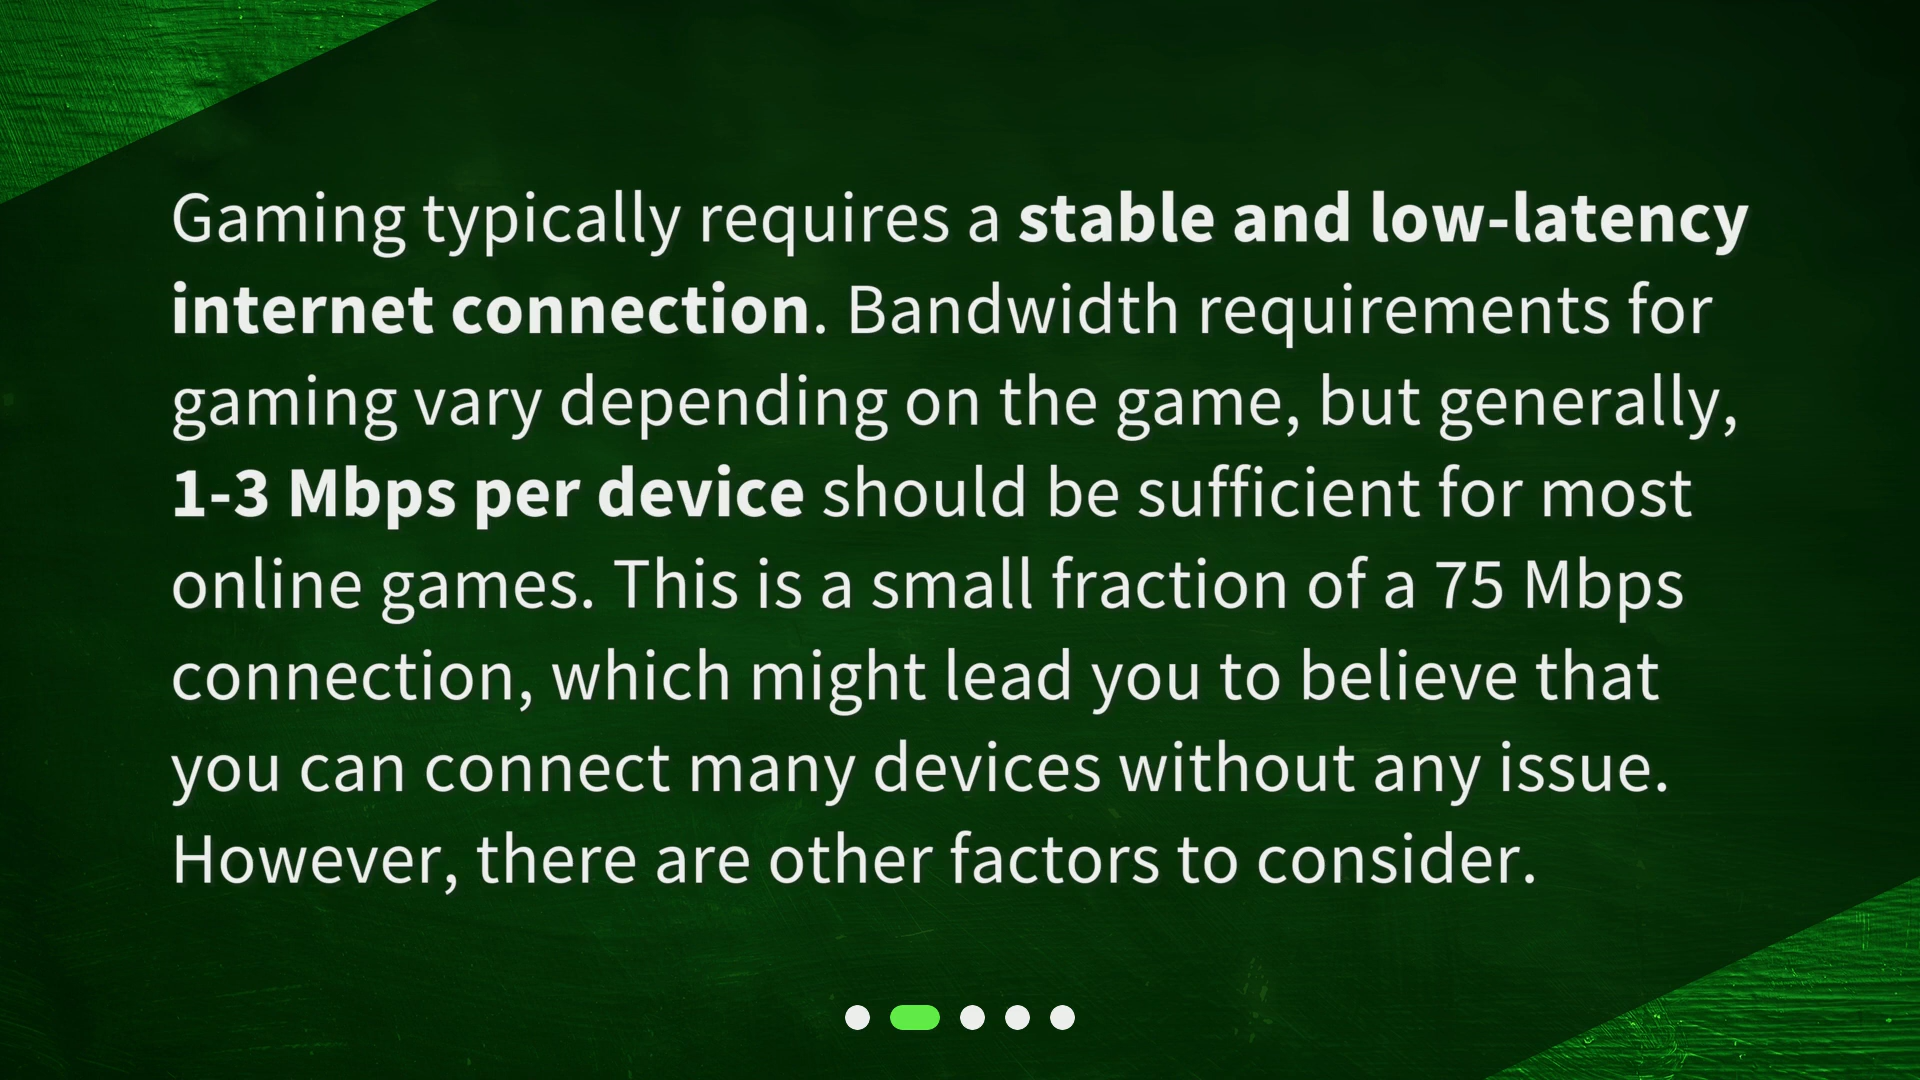 Gaming typically requires a stable and low-latency
internet connection. Bandwidth requirements for
gaming vary depending on the game, but generally,
1-3 Mbps per device should be sufficient for most
online games. This is a small fraction of a 75 Mbps
connection, which might lead you to believe that
you can connect many devices without any issue.
However, there are other factors to consider.